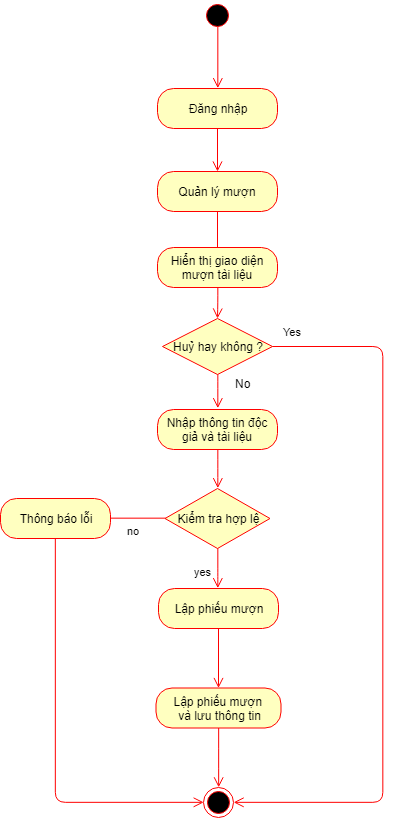 Đăng nhập
Quản lý mượn
Hiển thị giao diện
mượn tài liệu
Huỷ hay không ?
Yes
No
Nhập thông tin độc
giả và tài liệu
Kiểm tra hợp lệ
Thông báo lỗi
no
yes
Lập phiếu mượn
Lập phiếu mượn
và lưu thông tin